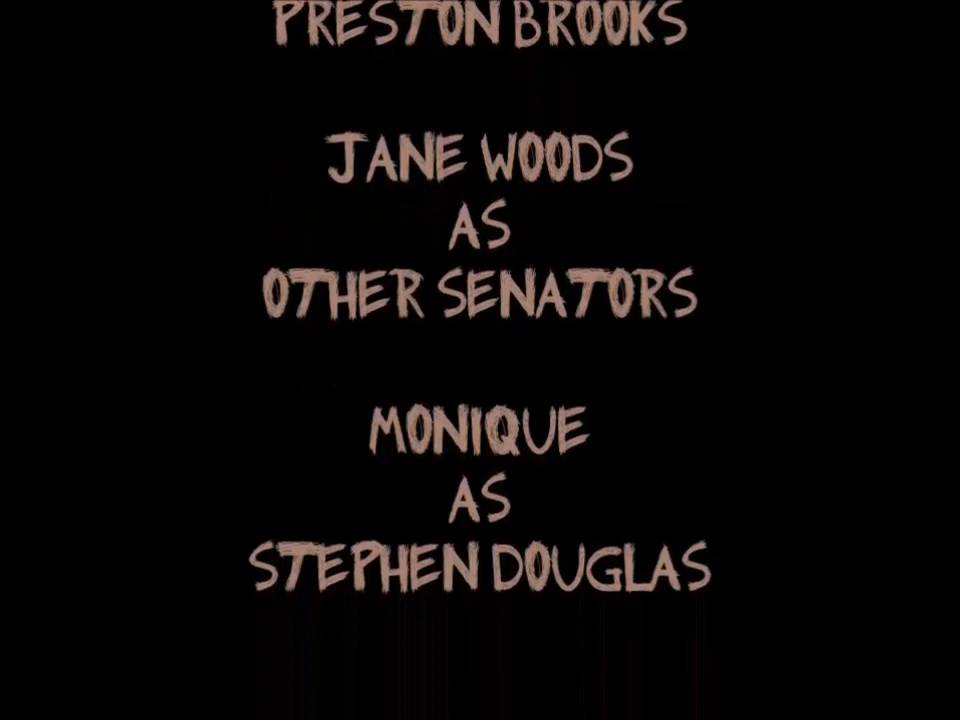 PRESTON BROOKS
JANE WOODS
AS
OTHER SENATORS
MONIQUE
AS
STEPHEN DOUGLAS